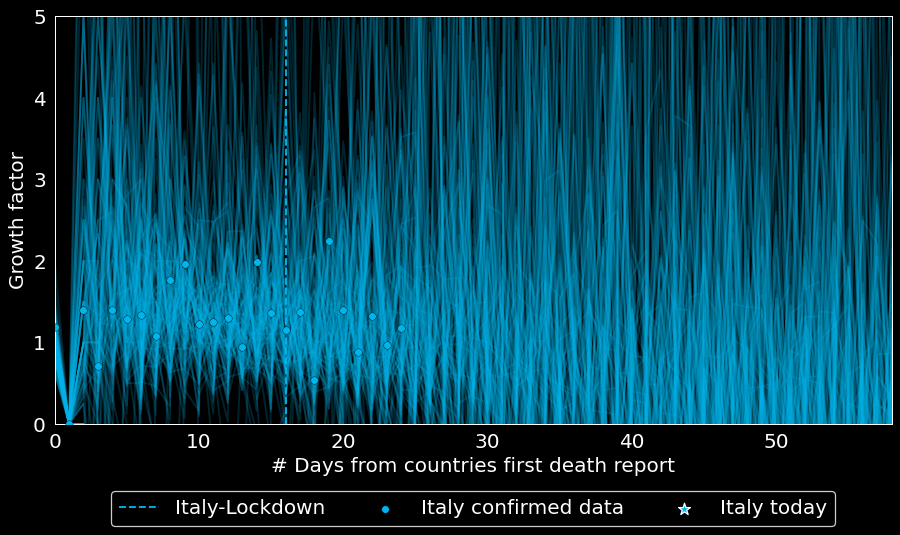 5
4
3
2
1
0
Growth factor
0 10 20 30 40 50
# Days from countries first death report
Italy-Lockdown Italy confirmed data Italy today